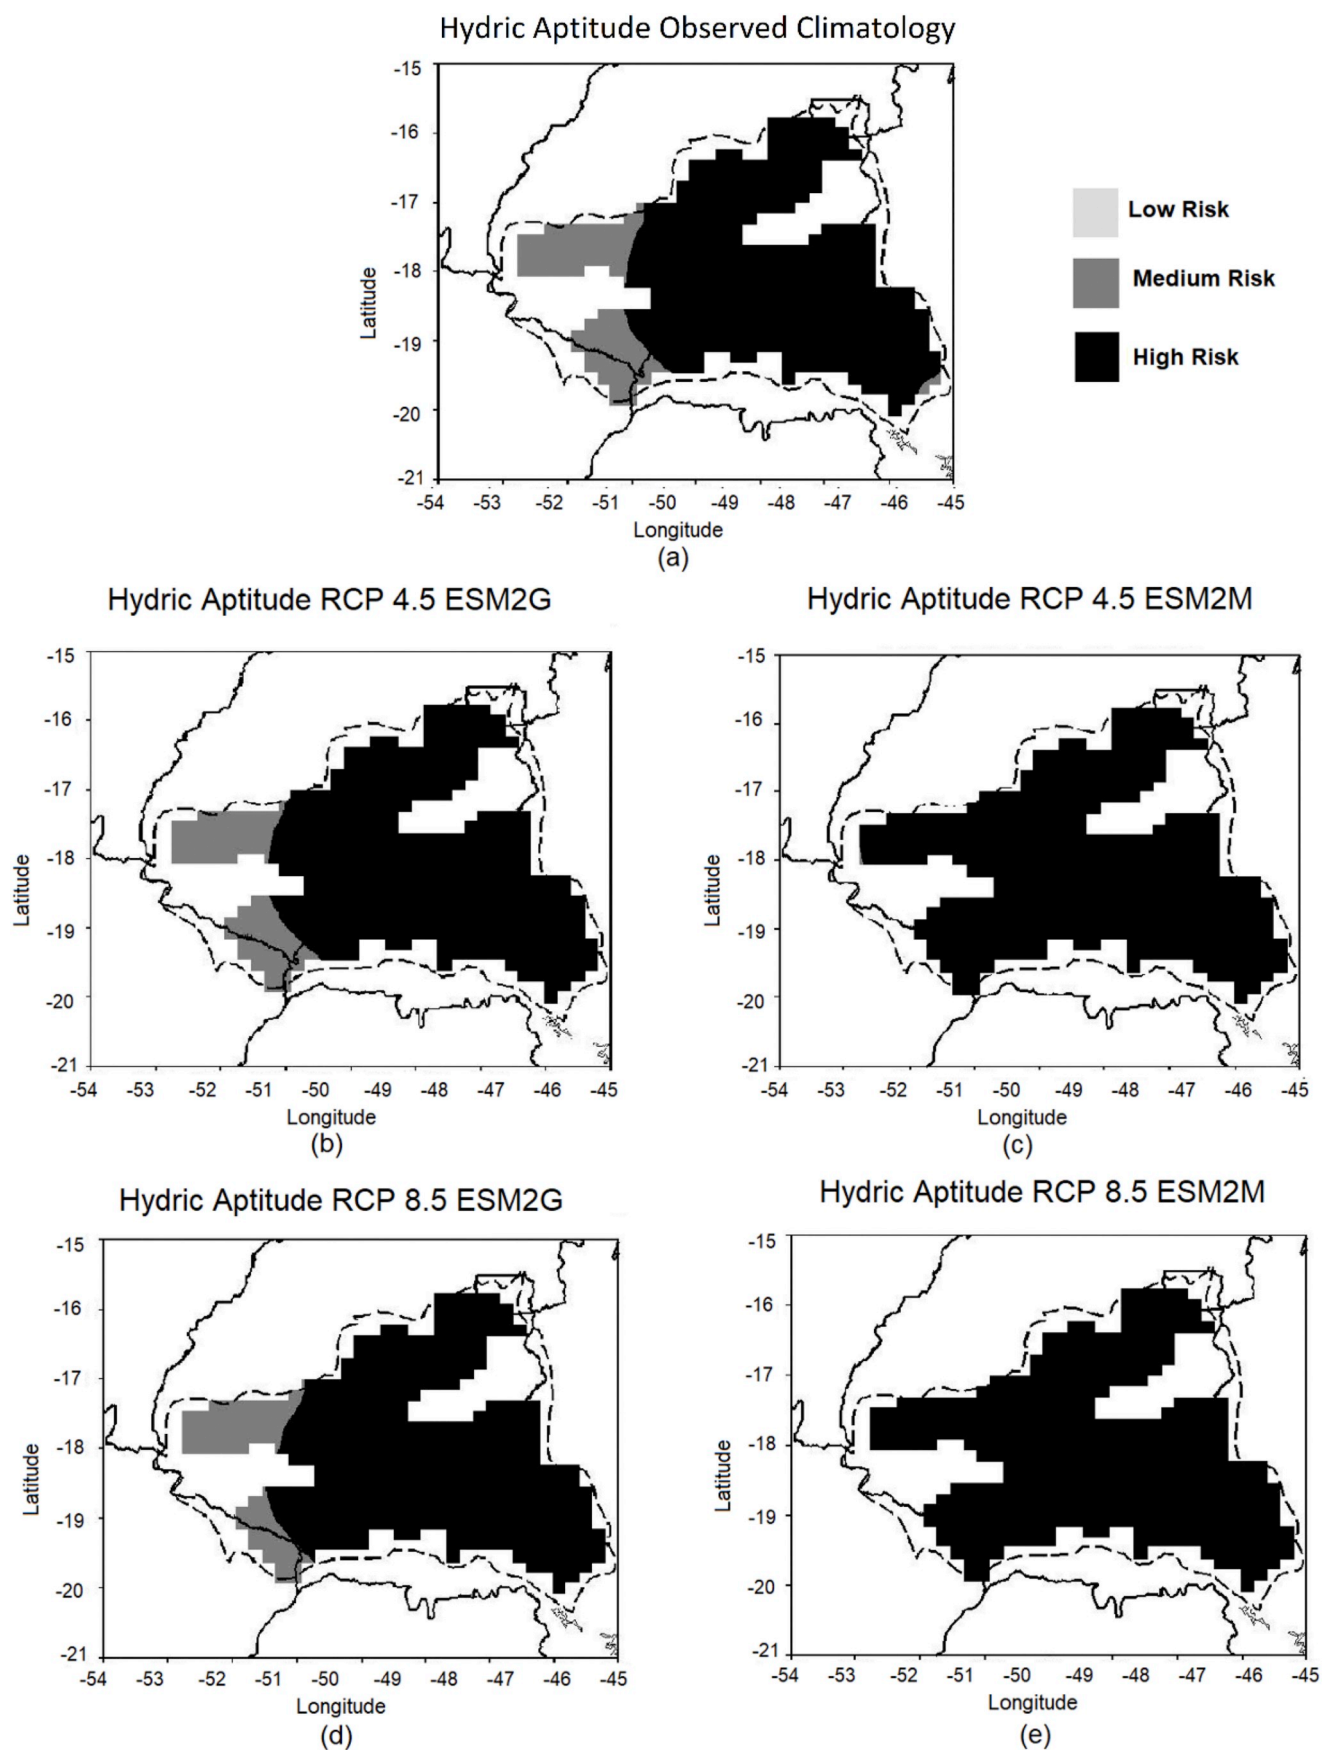 Hydric Aptitude Observed Climatology
-15
-16
-17
-18
-19
-20
-21
Latitude
-54 -53 -52 -51 -50 -49 -48 -47 -46 -45
Longitude
(a)
Low Risk
Medium Risk
High Risk
Hydric Aptitude RCP 4.5 ESM2G
-15
-16
-17
-18
-19
-20
-21
Latitude
-54 -53 -52 -51 -50 -49 -48 -47 -46 -45
Longitude
(b)
Hydric Aptitude RCP 4.5 ESM2M
-15
-16
-17
-18
-19
-20
-21
Latitude
-54 -53 -52 -51 -50 -49 -48 -47 -46 -45
Longitude
(c)
Hydric Aptitude RCP 8.5 ESM2G
-15
-16
-17
-18
-19
-20
-21
Latitude
-54 -53 -52 -51 -50 -49 -48 -47 -46 -45
Longitude
(d)
Hydric Aptitude RCP 8.5 ESM2M
-15
-16
-17
-18
-19
-20
-21
Latitude
-54 -53 -52 -51 -50 -49 -48 -47 -46 -45
Longitude
(e)